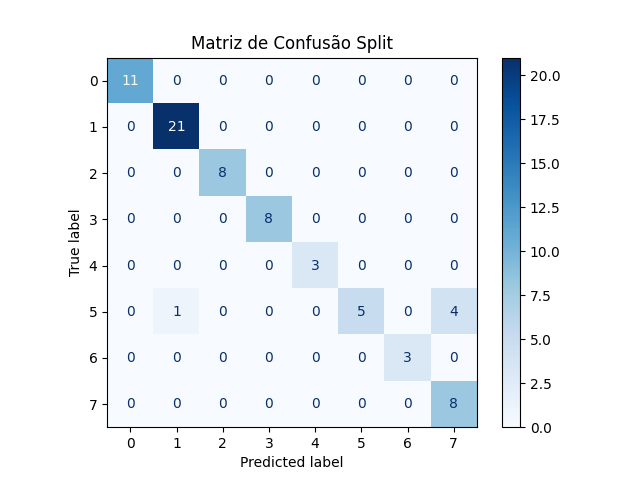 Matriz de Confusão Split
0 11 0 0 0 0 0 0 0
1 0 21 0 0 0 0 0 0
2 0 0 8 0 0 0 0 0
3 0 0 0 8 0 0 0 0
4 0 0 0 0 3 0 0 0
5 0 1 0 0 0 5 0 4
6 0 0 0 0 0 0 3 0
7 0 0 0 0 0 0 0 8
0 1 2 3 4 5 6 7
True label
Predicted label
20.0
17.5
15.0
12.5
10.0
7.5
5.0
2.5
0.0